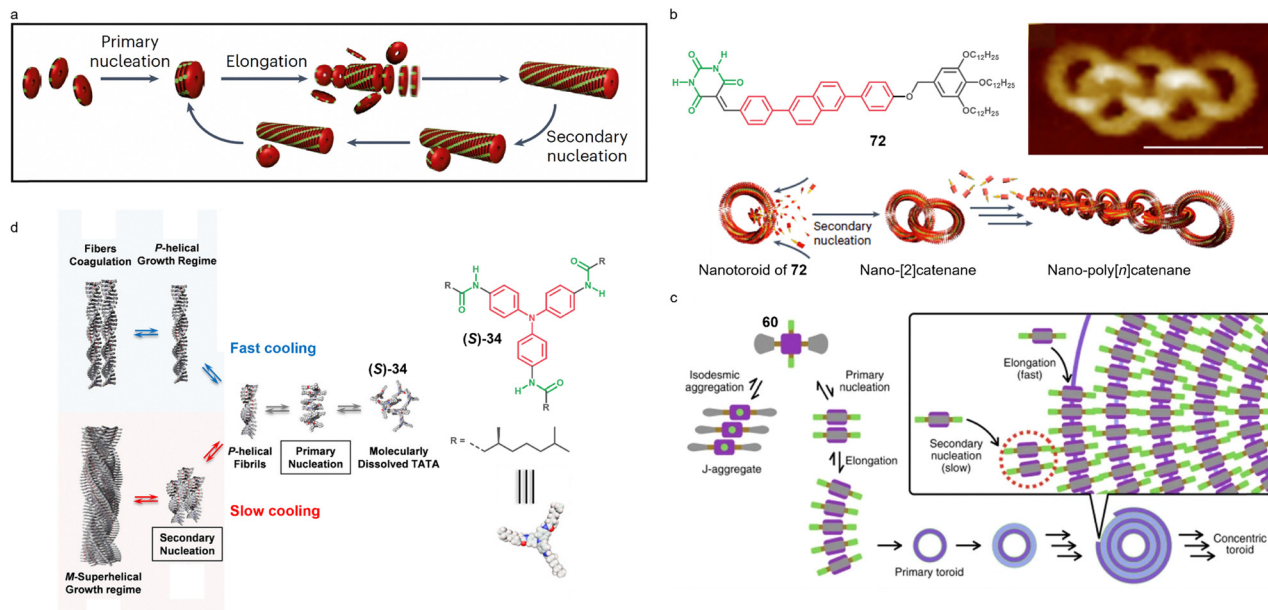 a
Primary
nucleation
Elongation
Secondary
nucleation
b
O
N
H
H
N
O
O
O
OC12H25
OC12H25
OC12H25
72
Secondary
nucleation
Nanotoroid of 72
Nano-[2]catenane
Nano-poly[n]catenane
c
60
Isodesmic
aggregation
Primary
nucleation
J-aggregate
Elongation
Elongation
(fast)
Secondary
nucleation
(slow)
Primary toroid
Concentric
toroid
d
Fibers
Coagulation
P-helical
Growth Regime
Fast cooling
P-helical
Fibrils
Primary
Nucleation
(S)-34
Molecularly
Dissolved TATA
Slow cooling
Secondary
Nucleation
M-Superhelical
Growth regime
R
O
H
N
O
R
N
H
N
(S)-34
H
N
O
R
R =